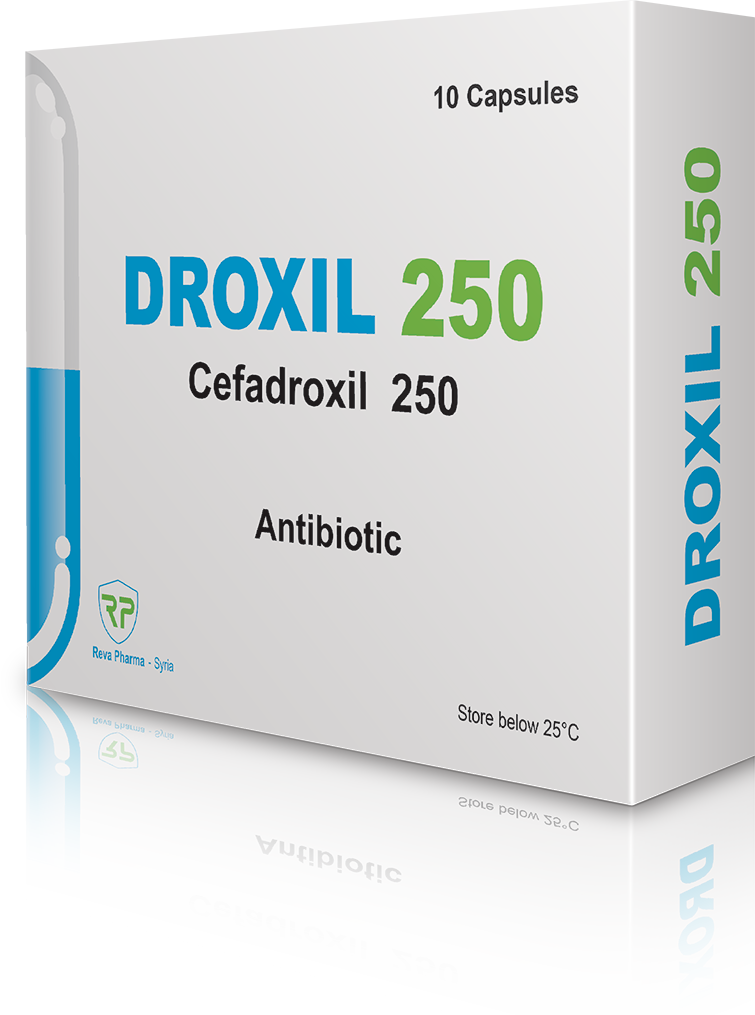 10 Capsules
DROXIL 250
Cefadroxil 250
Antibiotic
RP
Reva Pharma - Syria
Store below 25°C
DROXIL 250